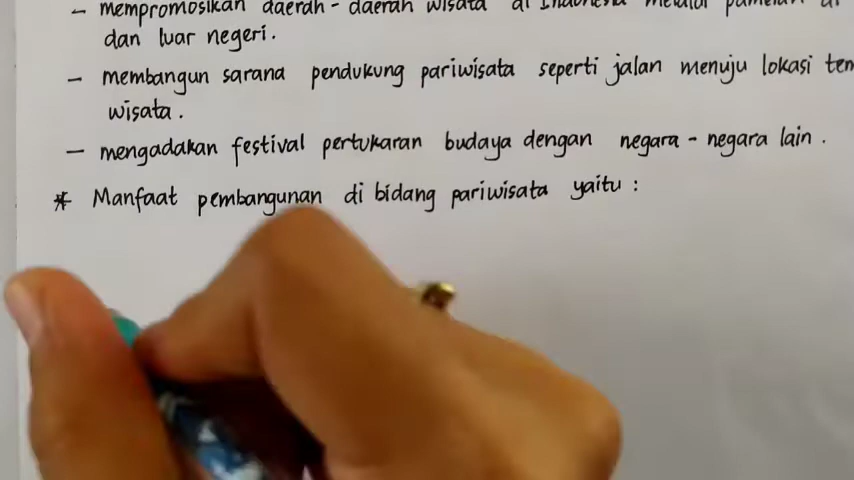 - mempromosikan daerah - daerah wisata di Indonesia melalui pameran di
dan luar negeri.
- membangun sarana pendukung pariwisata seperti jalan menuju lokasi
wisata.
- mengadakan festival pertukaran budaya dengan negara - negara lain.
* Manfaat pembangunan di bidang pariwisata yaitu :